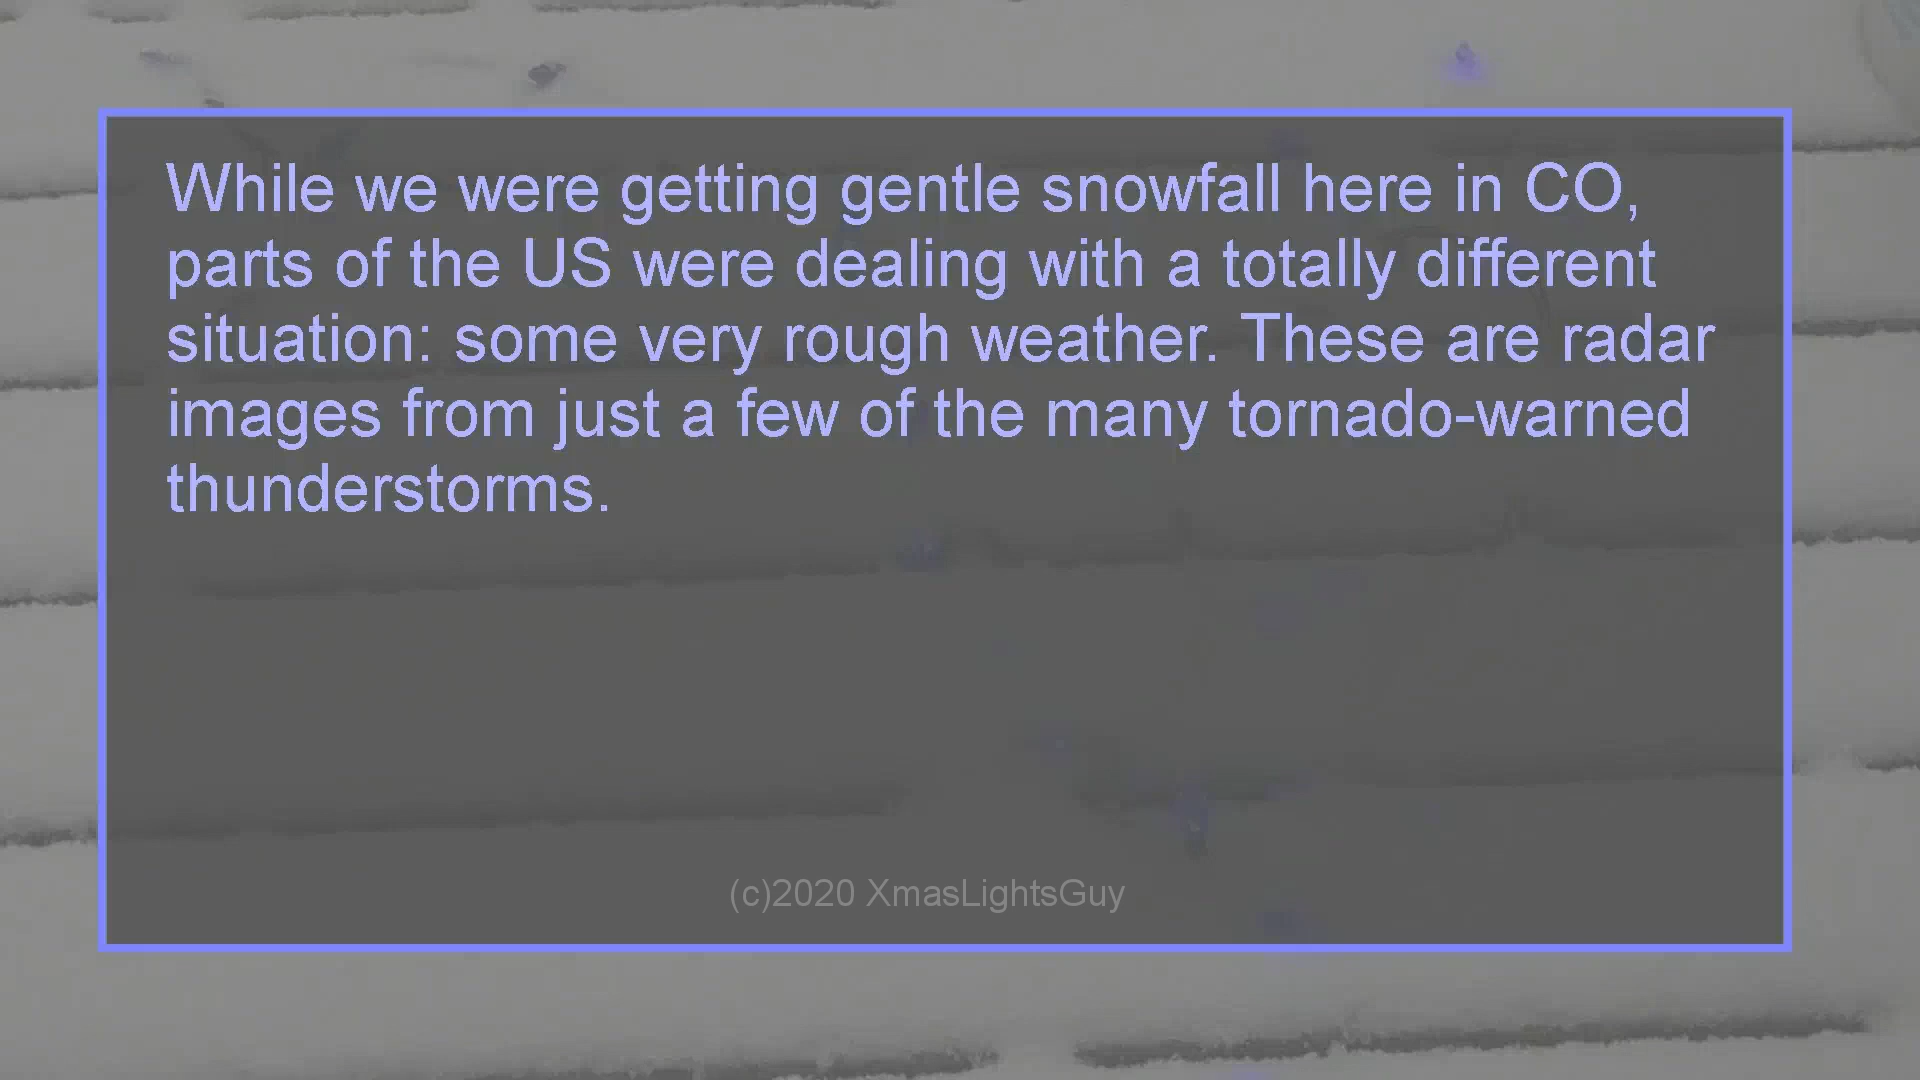 While we were getting gentle snowfall here in CO,
parts of the US were dealing with a totally different
situation: some very rough weather. These are radar
images from just a few of the many tornado-warned
thunderstorms.
(c)2020 XmasLightsGuy